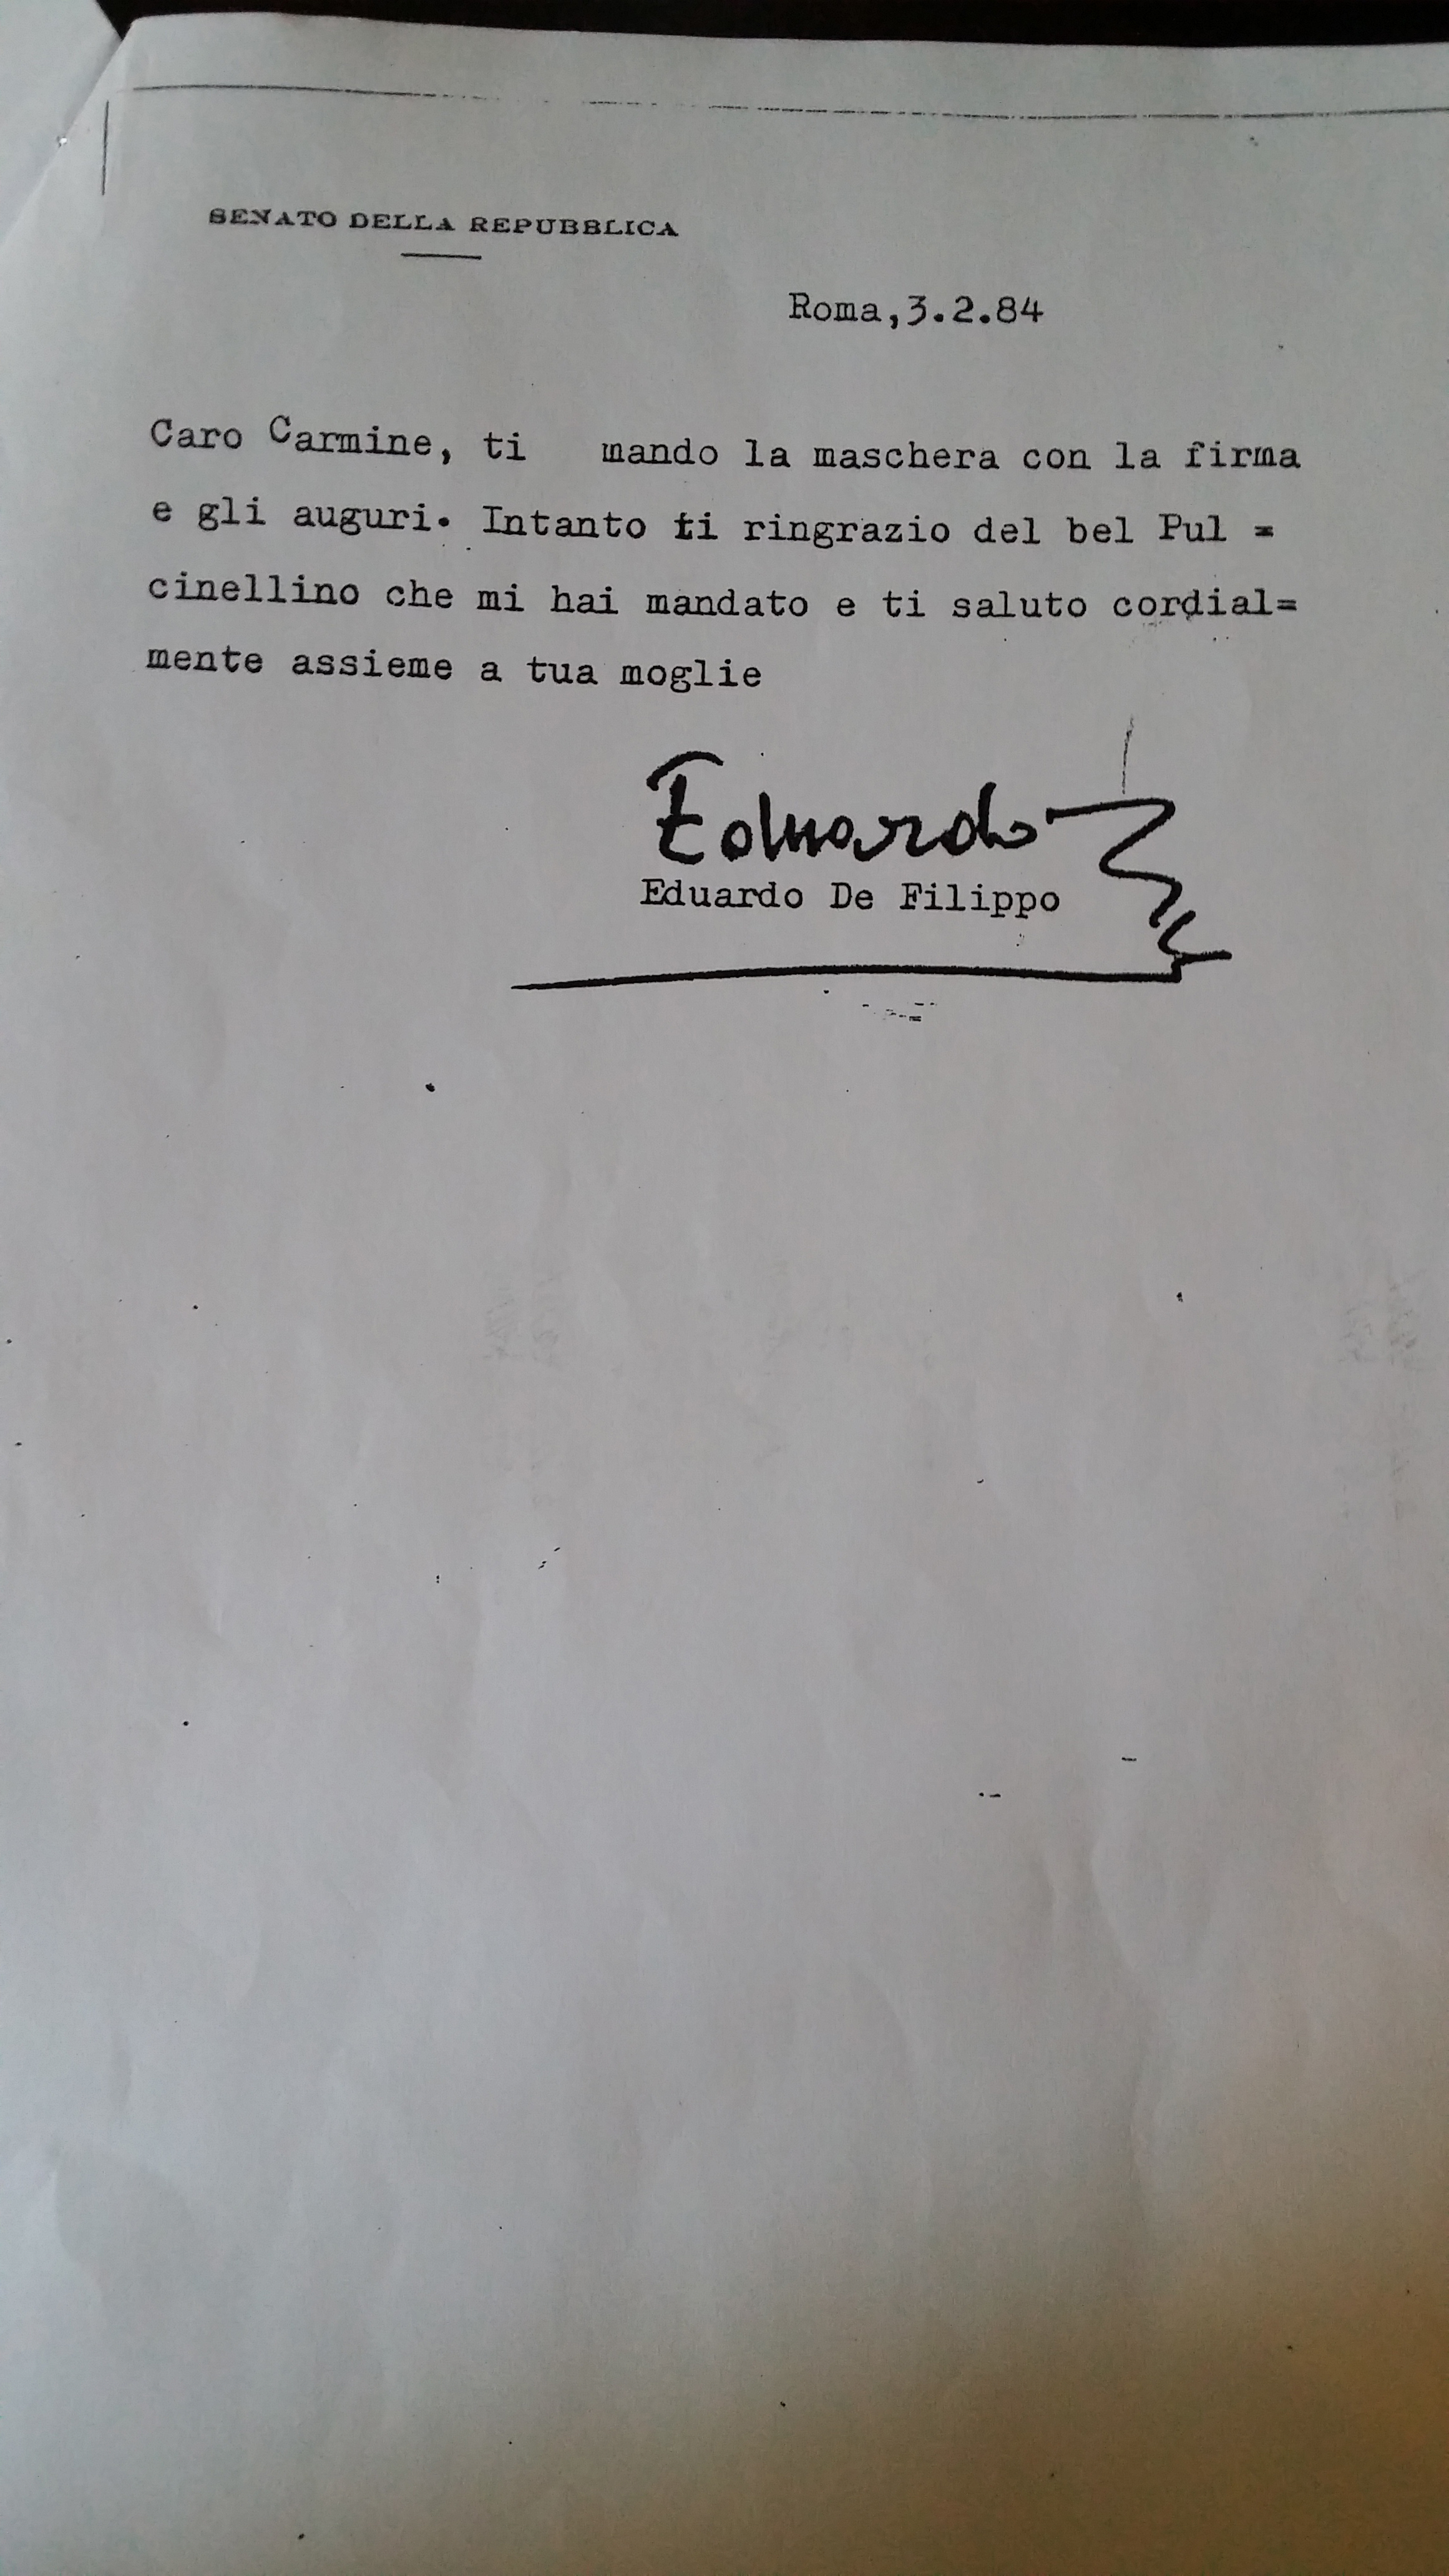 SENATO DELLA REPUBBLICA
Roma,3.2.84
Caro Carmine, ti mando la maschera con la firma
e gli auguri. Intanto ti ringrazio del bel Pul =
cinellino che mi hai mandato e ti saluto cordial=
mente assieme a tua moglie
Eduardo
Eduardo De Filippo